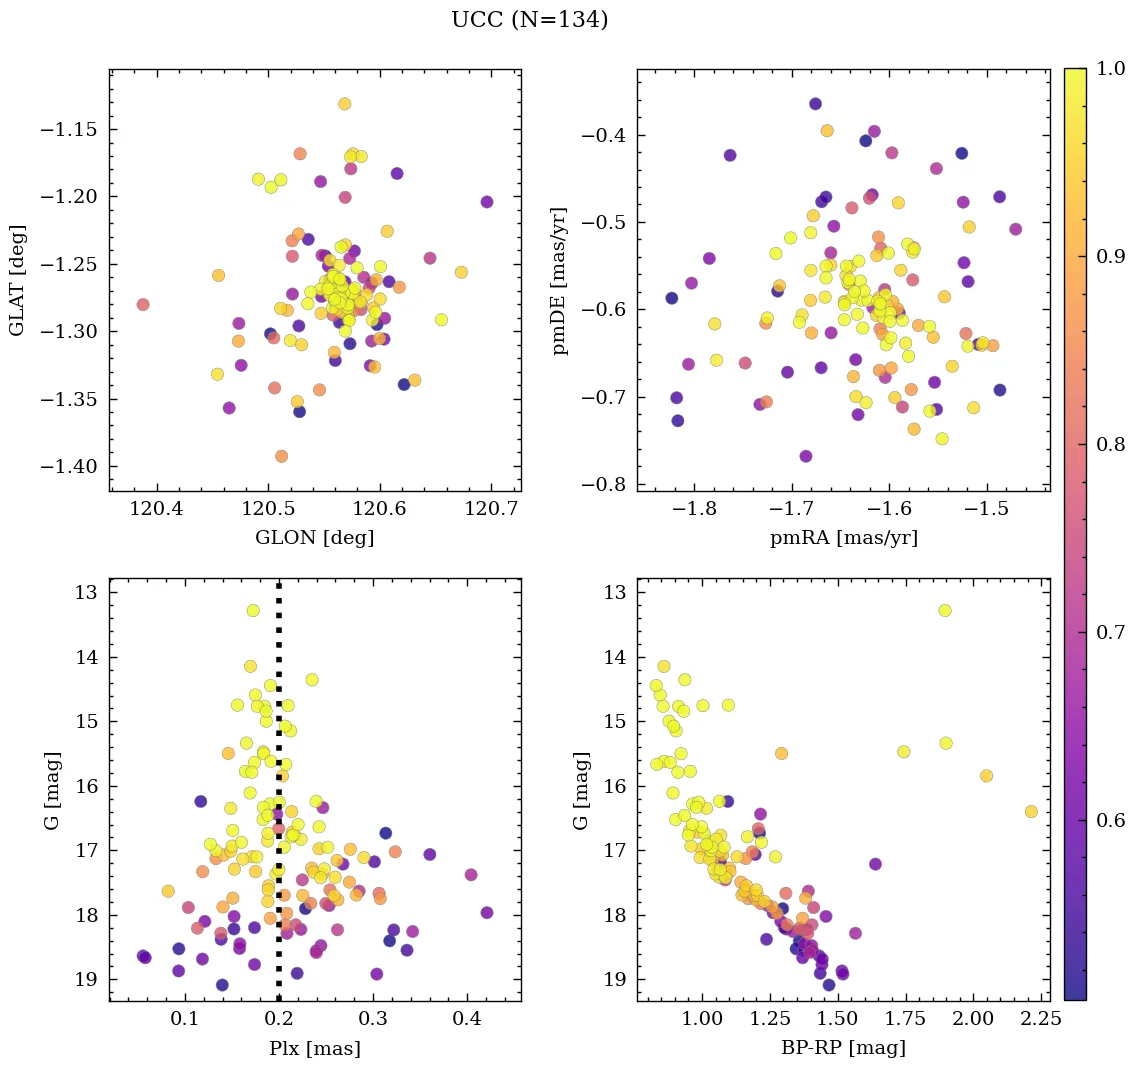 UCC (N=134)
−1.15
−1.20
−1.25
−1.30
−1.35
−1.40
GLAT [deg]
120.4 120.5 120.6 120.7
GLON [deg]
−0.4
−0.5
−0.6
−0.7
−0.8
pmDE [mas/yr]
−1.8 −1.7 −1.6 −1.5
pmRA [mas/yr]
1.0
0.9
0.8
0.7
0.6
13
14
15
16
17
18
19
G [mag]
0.1 0.2 0.3 0.4
Plx [mas]
13
14
15
16
17
18
19
G [mag]
1.00 1.25 1.50 1.75 2.00 2.25
BP-RP [mag]